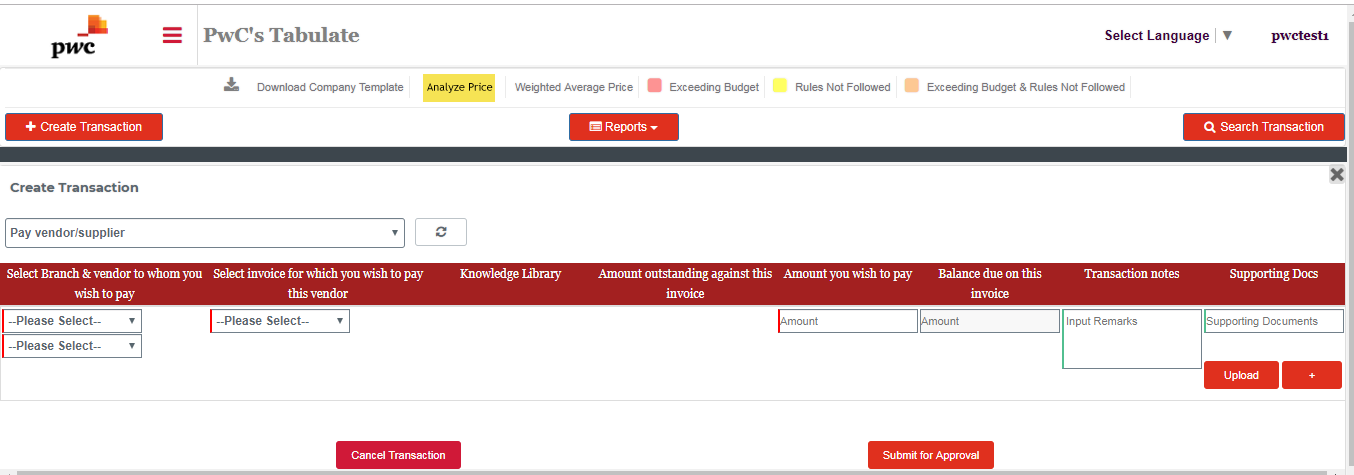 pwc
PwC's Tabulate
Select Language ▼
pwctest1
Download Company Template
Analyze Price
Weighted Average Price
Exceeding Budget
Rules Not Followed
Exceeding Budget & Rules Not Followed
+ Create Transaction
Reports
Search Transaction
Create Transaction
Pay vendor/supplier
Select Branch & vendor to whom you
wish to pay
Select invoice for which you wish to pay
this vendor
Knowledge Library
Amount outstanding against this
invoice
Amount you wish to pay
Balance due on this
invoice
Transaction notes
Supporting Docs
--Please Select--
--Please Select--
--Please Select--
Amount
Amount
Input Remarks
Supporting Documents
Upload
+
Cancel Transaction
Submit for Approval